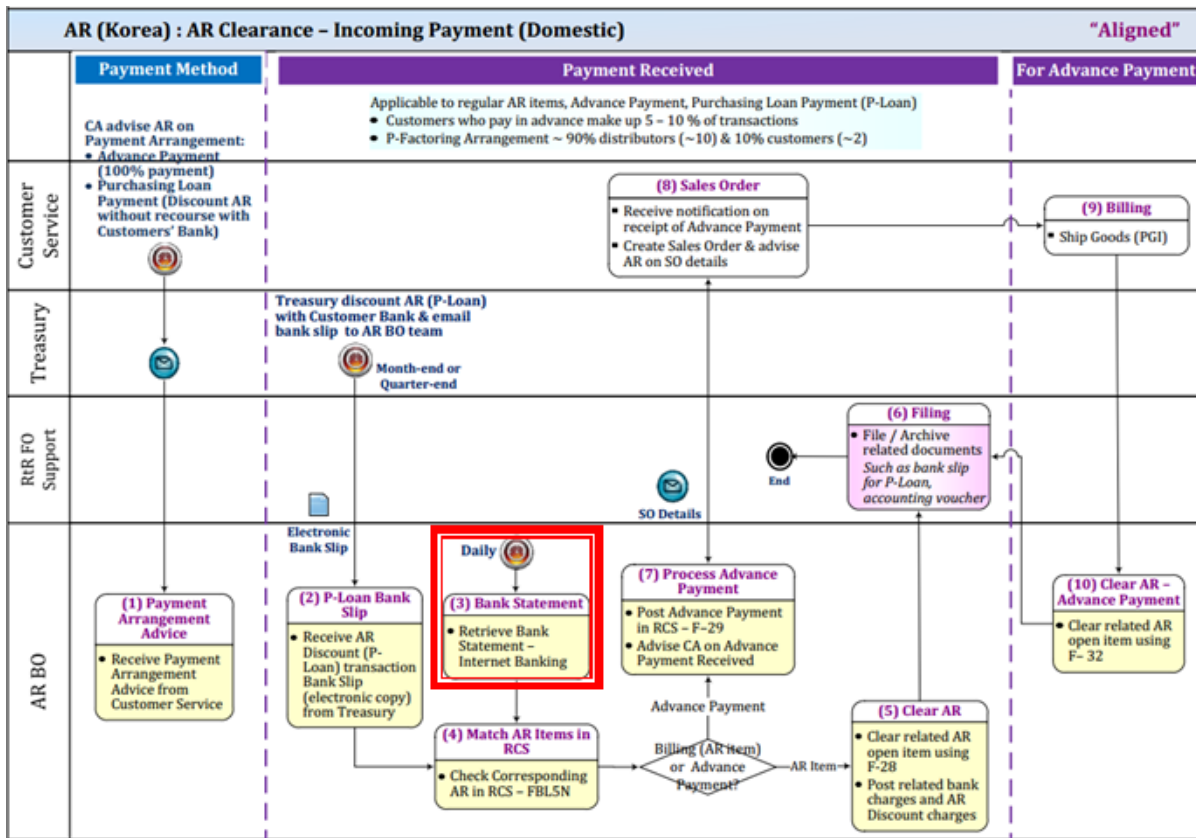 AR (Korea) : AR Clearance – Incoming Payment (Domestic)
"Aligned"
Payment Method
Payment Received
For Advance Payment
CA advise AR on
Payment Arrangement:
• Advance Payment
(100% payment)
• Purchasing Loan
Payment (Discount AR
without recourse with
Customers' Bank)
Applicable to regular AR items, Advance Payment, Purchasing Loan Payment (P-Loan)
• Customers who pay in advance make up 5 – 10 % of transactions
• P-Factoring Arrangement ~ 90% distributors (~10) & 10% customers (~2)
Customer
Service
(8) Sales Order
• Receive notification on
receipt of Advance Payment
• Create Sales Order & advise
AR on SO details
(9) Billing
• Ship Goods (PGI)
Treasury
Treasury discount AR (P-Loan)
with Customer Bank & email
bank slip to AR BO team
Month-end or
Quarter-end
RtR FO
Support
Electronic
Bank Slip
SO Details
End
(6) Filing
• File / Archive
related documents
Such as bank slip
for P-Loan,
accounting voucher
AR BO
(1) Payment
Arrangement
Advice
• Receive Payment
Arrangement
Advice from
Customer Service
(2) P-Loan Bank
Slip
• Receive AR
Discount (P-
Loan) transaction
Bank Slip
(electronic copy)
from Treasury
Daily
(3) Bank Statement
• Retrieve Bank
Statement –
Internet Banking
(4) Match AR Items in
RCS
• Check Corresponding
AR in RCS – FBL5N
(7) Process Advance
Payment
• Post Advance Payment
in RCS – F–29
• Advise CA on Advance
Payment Received
Advance Payment
Billing (AR item)
or Advance
Payment?
AR Item
(5) Clear AR
• Clear related AR
open item using
F-28
• Post related bank
charges and AR
Discount charges
(10) Clear AR –
Advance Payment
• Clear related AR
open item using
F– 32